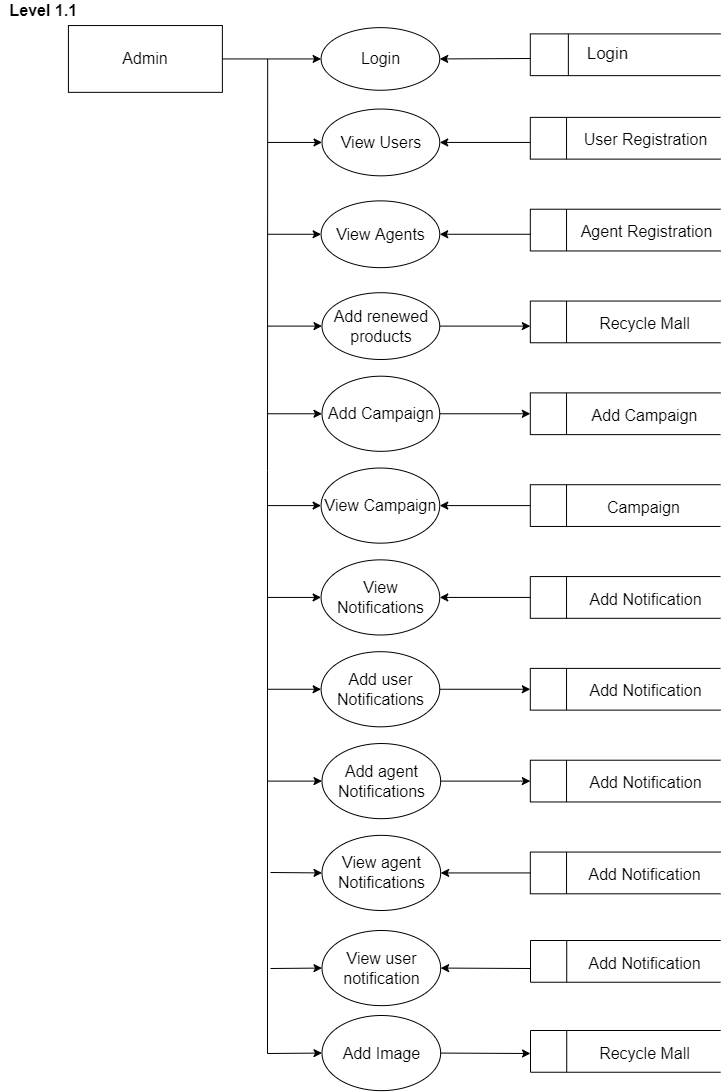 Level 1.1
Admin
Login
Login
View Users
User Registration
View Agents
Agent Registration
Add renewed
products
Recycle Mall
Add Campaign
Add Campaign
View Campaign
Campaign
View
Notifications
Add Notification
Add user
Notifications
Add Notification
Add agent
Notifications
Add Notification
View agent
Notifications
Add Notification
View user
notification
Add Notification
Add Image
Recycle Mall